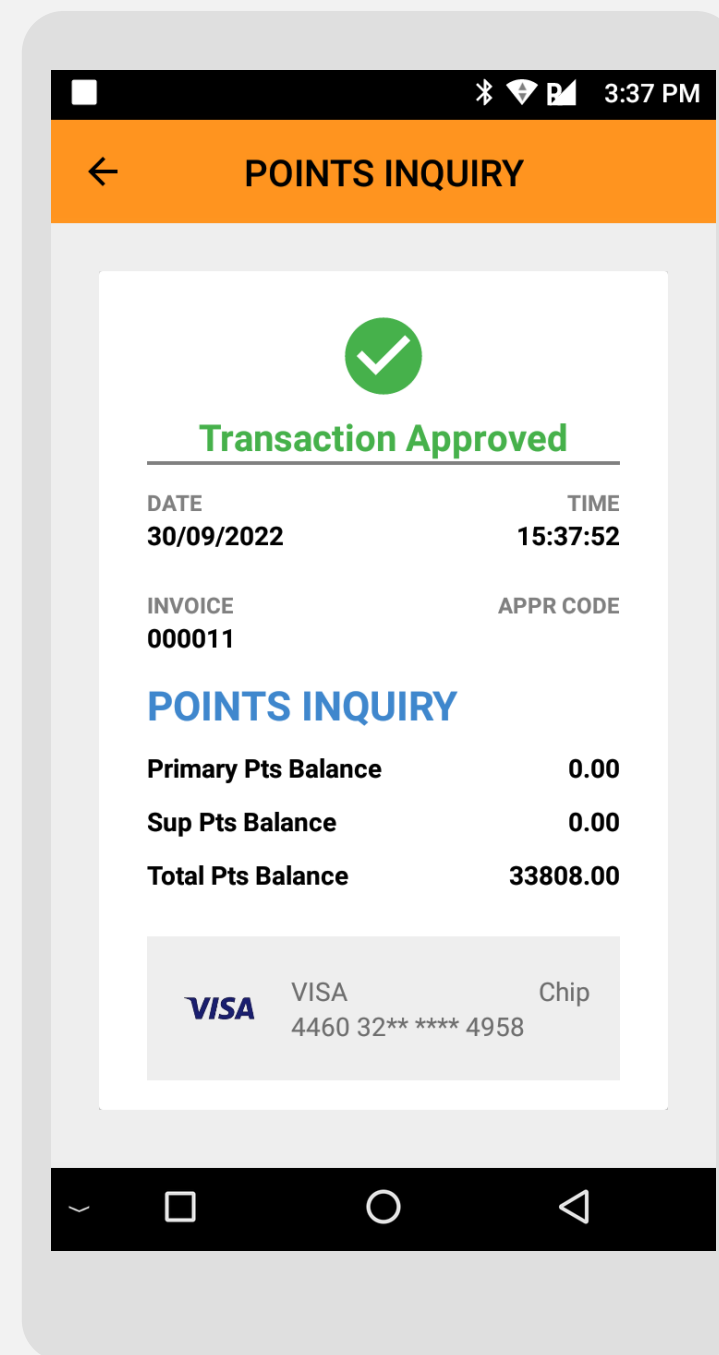 3:37 PM
POINTS INQUIRY
Transaction Approved
DATE TIME
30/09/2022 15:37:52
INVOICE APPR CODE
000011
POINTS INQUIRY
Primary Pts Balance 0.00
Sup Pts Balance 0.00
Total Pts Balance 33808.00
VISA VISA Chip
4460 32** **** 4958